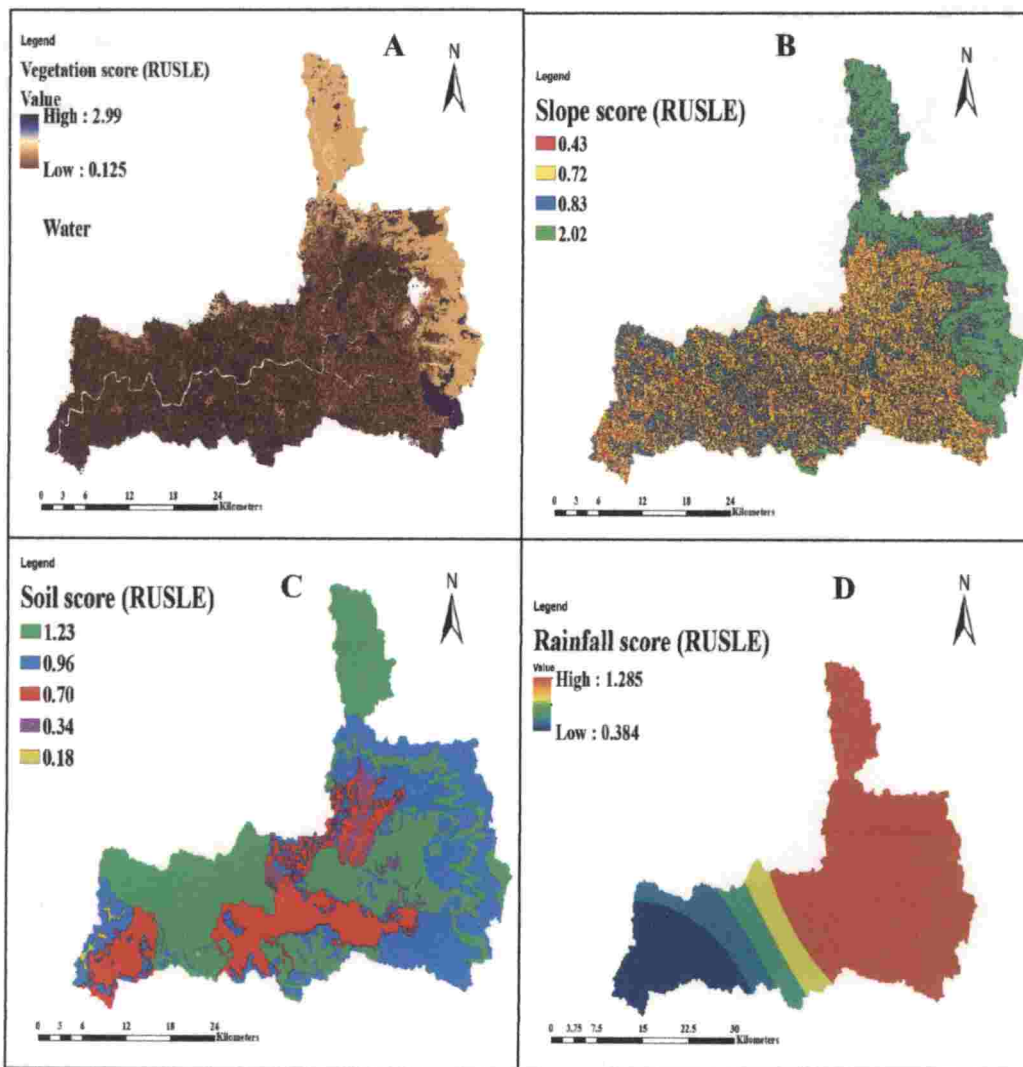 Legend
A
N
Vegetation score (RUSLE)
Value
High : 2.99
Low : 0.125
Water
0 3 6 12 18 24
Kilometers
B
N
Legend
Slope score (RUSLE)
0.43
0.72
0.83
2.02
0 3 6 12 18 24
Kilometers
Legend
C
N
Soil score (RUSLE)
1.23
0.96
0.70
0.34
0.18
0 3 6 12 18 24
Kilometers
D
N
Legend
Rainfall score (RUSLE)
Value
High : 1.285
Low : 0.384
0 3.75 7.5 15 22.5 30
Kilometers